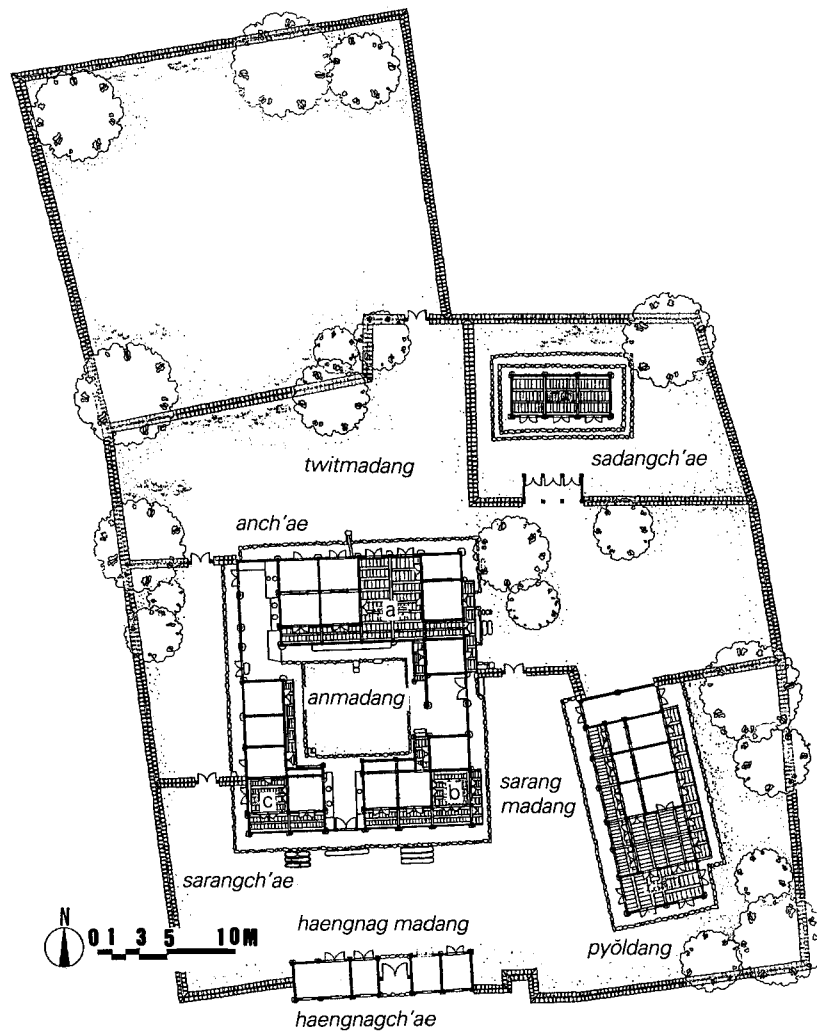 twitmadang
sadangch'ae
anch'ae
a
anmadang
c
b
sarang
madang
sarangch'ae
haengnag madang
pyŏldang
haengnagch'ae
N
0 1 3 5 10M